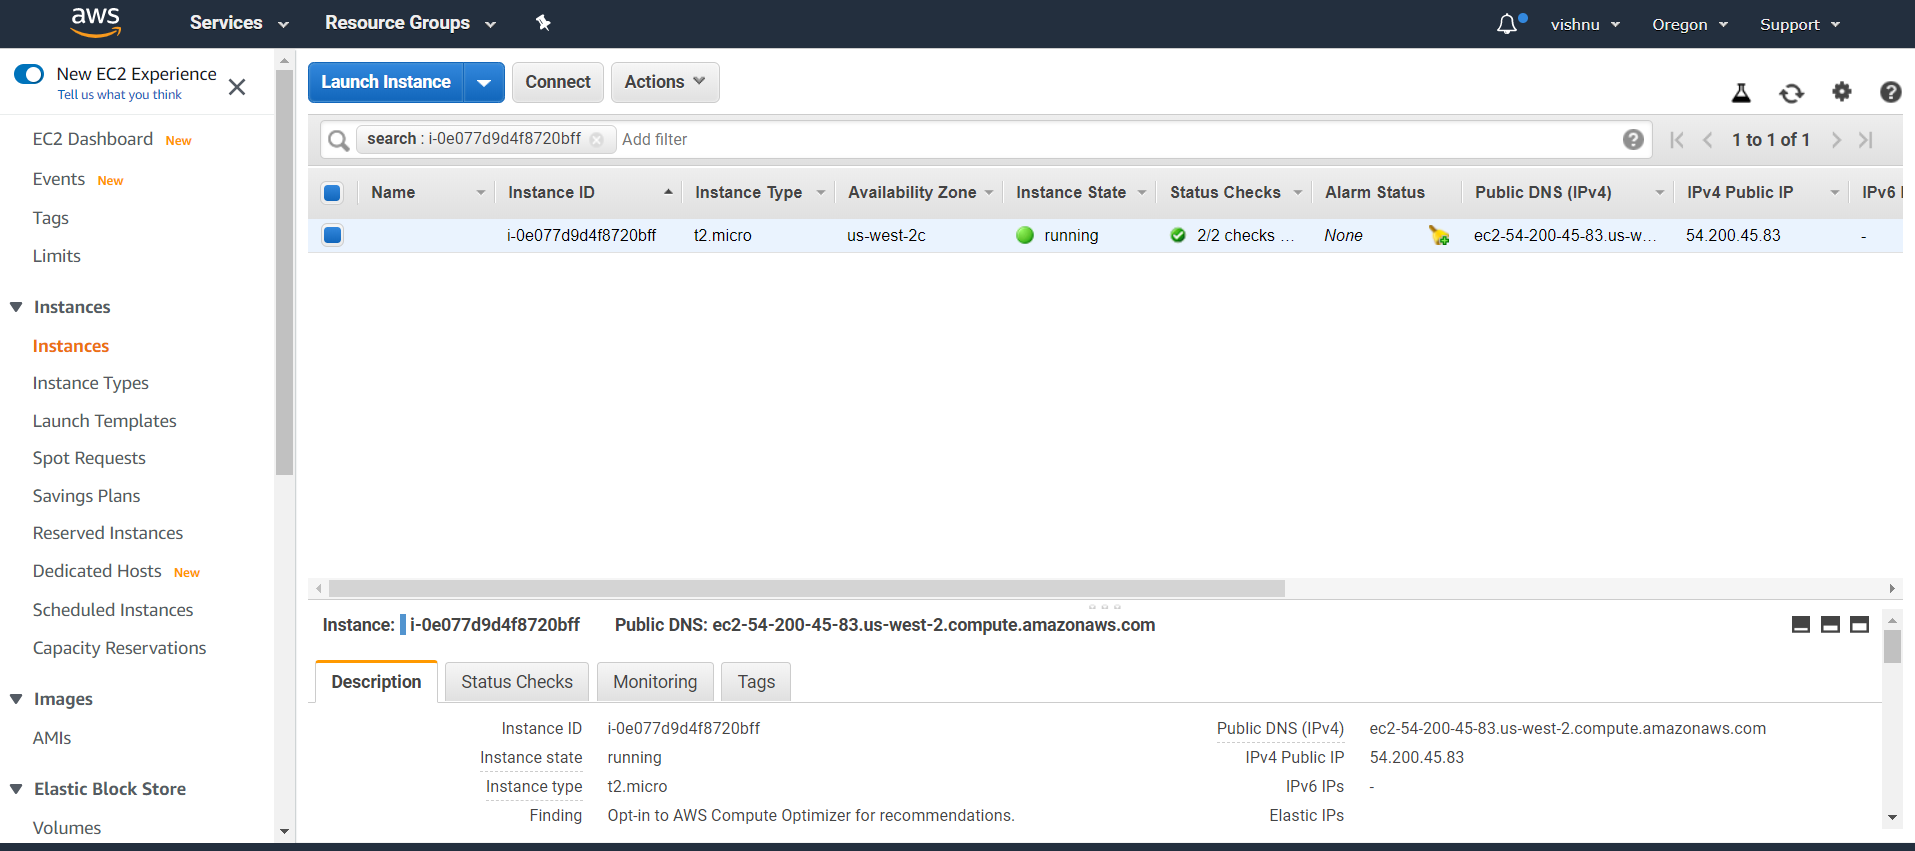 aws
Services
Resource Groups
vishnu
Oregon
Support
New EC2 Experience
Tell us what you think
EC2 Dashboard New
Events New
Tags
Limits
Instances
Instances
Instance Types
Launch Templates
Spot Requests
Savings Plans
Reserved Instances
Dedicated Hosts New
Scheduled Instances
Capacity Reservations
Images
AMIs
Elastic Block Store
Volumes
Launch Instance
Connect
Actions
search : i-0e077d9d4f8720bff Add filter
1 to 1 of 1
Name Instance ID Instance Type Availability Zone Instance State Status Checks Alarm Status Public DNS (IPv4) IPv4 Public IP IPv6
i-0e077d9d4f8720bff t2.micro us-west-2c running 2/2 checks ... None ec2-54-200-45-83.us-w... 54.200.45.83 -
Instance: i-0e077d9d4f8720bff Public DNS: ec2-54-200-45-83.us-west-2.compute.amazonaws.com
Description Status Checks Monitoring Tags
Instance ID i-0e077d9d4f8720bff
Instance state running
Instance type t2.micro
Finding Opt-in to AWS Compute Optimizer for recommendations.
Public DNS (IPv4) ec2-54-200-45-83.us-west-2.compute.amazonaws.com
IPv4 Public IP 54.200.45.83
IPv6 IPs -
Elastic IPs